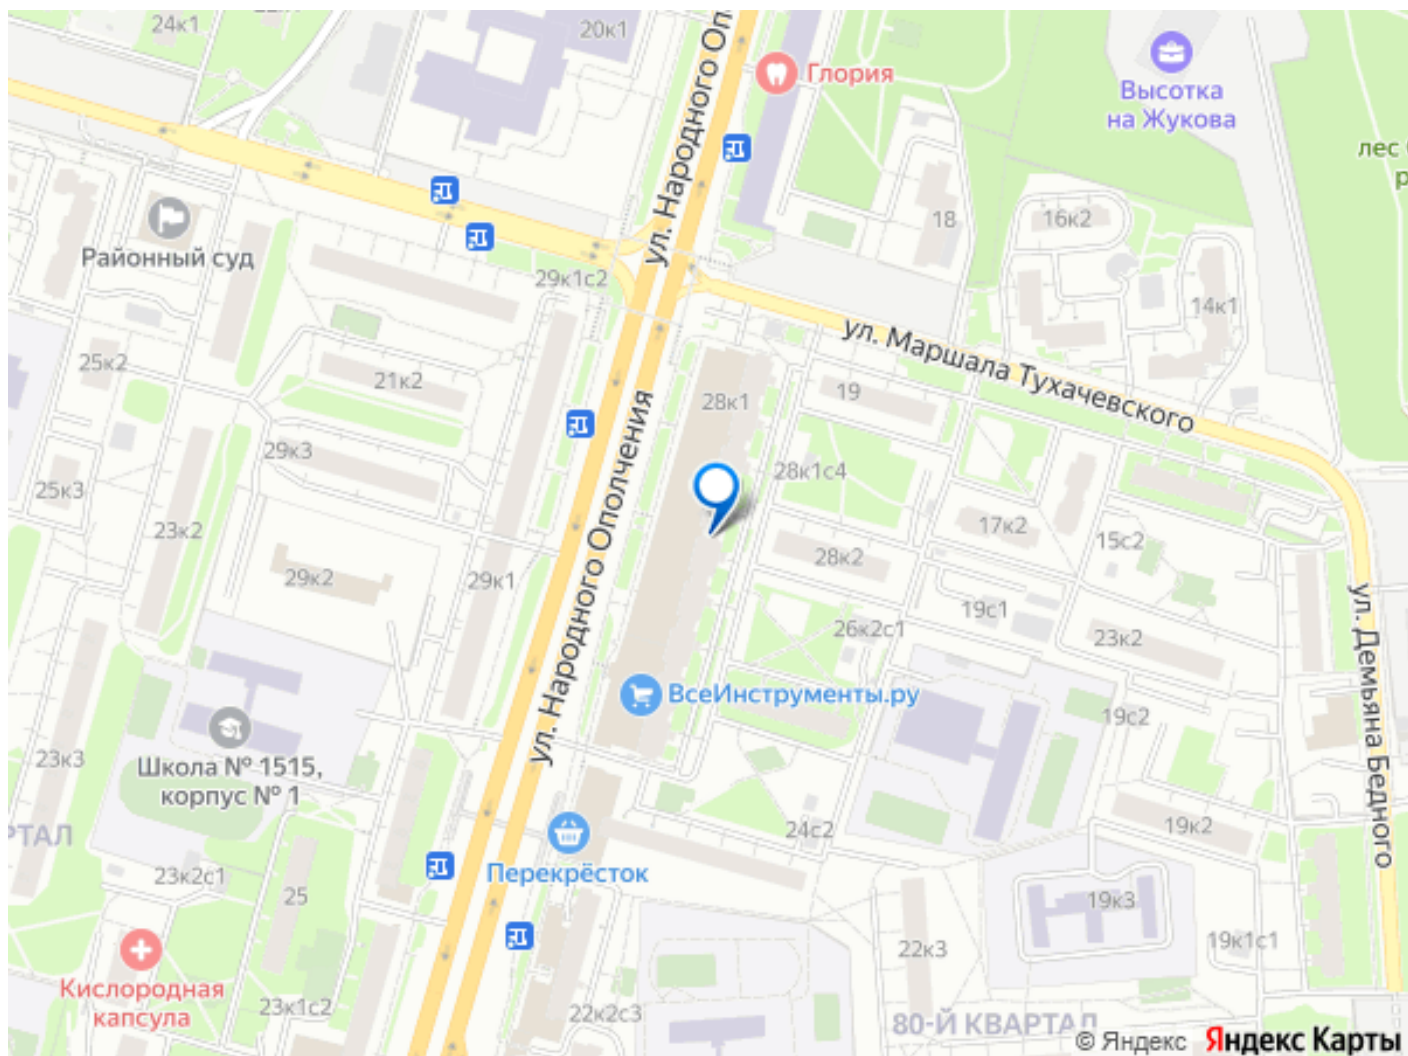 24к1
20к1
ул. Народного Опо
Глория
Высотка
на Жукова
лес
р
Районный суд
18
16к2
14к1
29к1с2
ул. Маршала Тухачевского
25к2
21к2
28к1
19
29к3
28к1с4
25к3
23к2
17к2
15с2
29к2
29к1
28к2
ул. Народного Ополчения
19с1
26к2с1
23к2
ул. Демьяна Бедного
ВсеИнструменты.ру
19с2
23к3
Школа № 1515,
корпус № 1
РТАЛ
24с2
19к2
Перекрёсток
23к2с1
25
19к3
22к3
19к1с1
Кислородная
капсула
23к1с2
22к2с3
80-Й КВАРТАЛ
© Яндекс Яндекс Карты